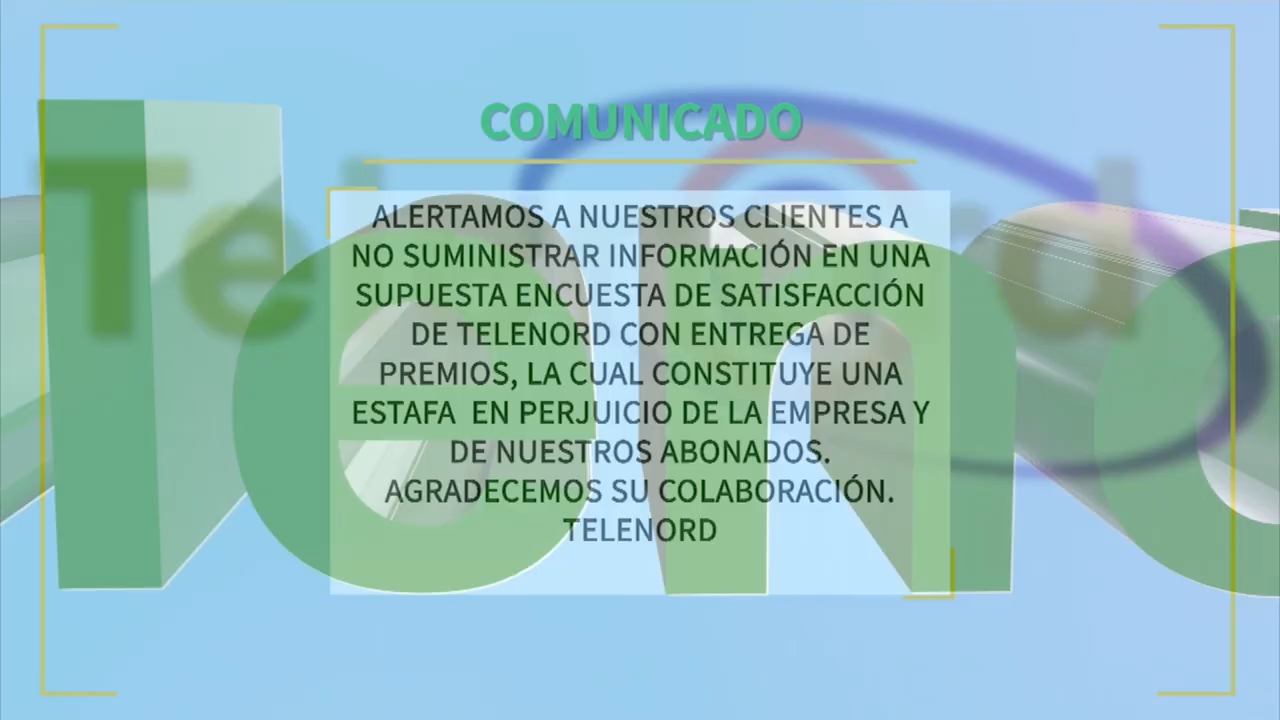 COMUNICADO
ALERTAMOS A NUESTROS CLIENTES A
NO SUMINISTRAR INFORMACIÓN EN UNA
SUPUESTA ENCUESTA DE SATISFACCIÓN
DE TELENORD CON ENTREGA DE
PREMIOS, LA CUAL CONSTITUYE UNA
ESTAFA  EN PERJUICIO DE LA EMPRESA Y
DE NUESTROS ABONADOS.
AGRADECEMOS SU COLABORACIÓN.
TELENORD